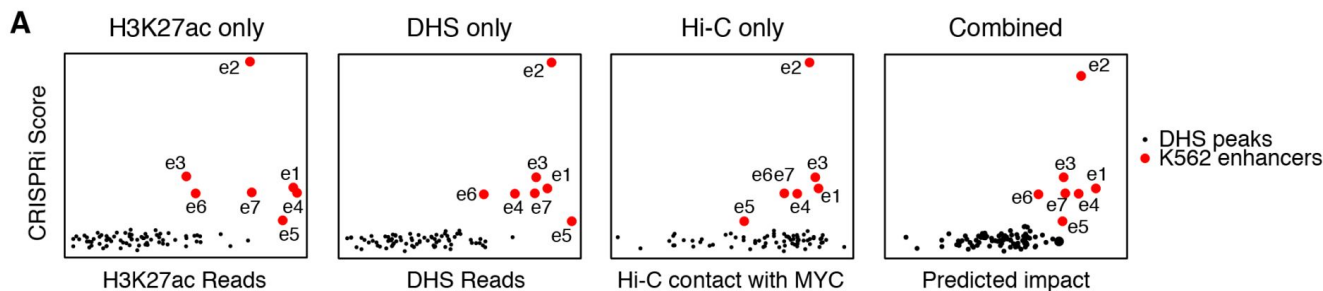 A
H3K27ac only
DHS only
Hi-C only
Combined
CRISPRi Score
e2
e3
e6
e7
e1
e4
e5
H3K27ac Reads
e2
e3
e1
e6
e4
e7
e5
DHS Reads
e2
e3
e6e7
e1
e4
e5
Hi-C contact with MYC
e2
e3
e1
e6
e7
e4
e5
Predicted impact
DHS peaks
K562 enhancers